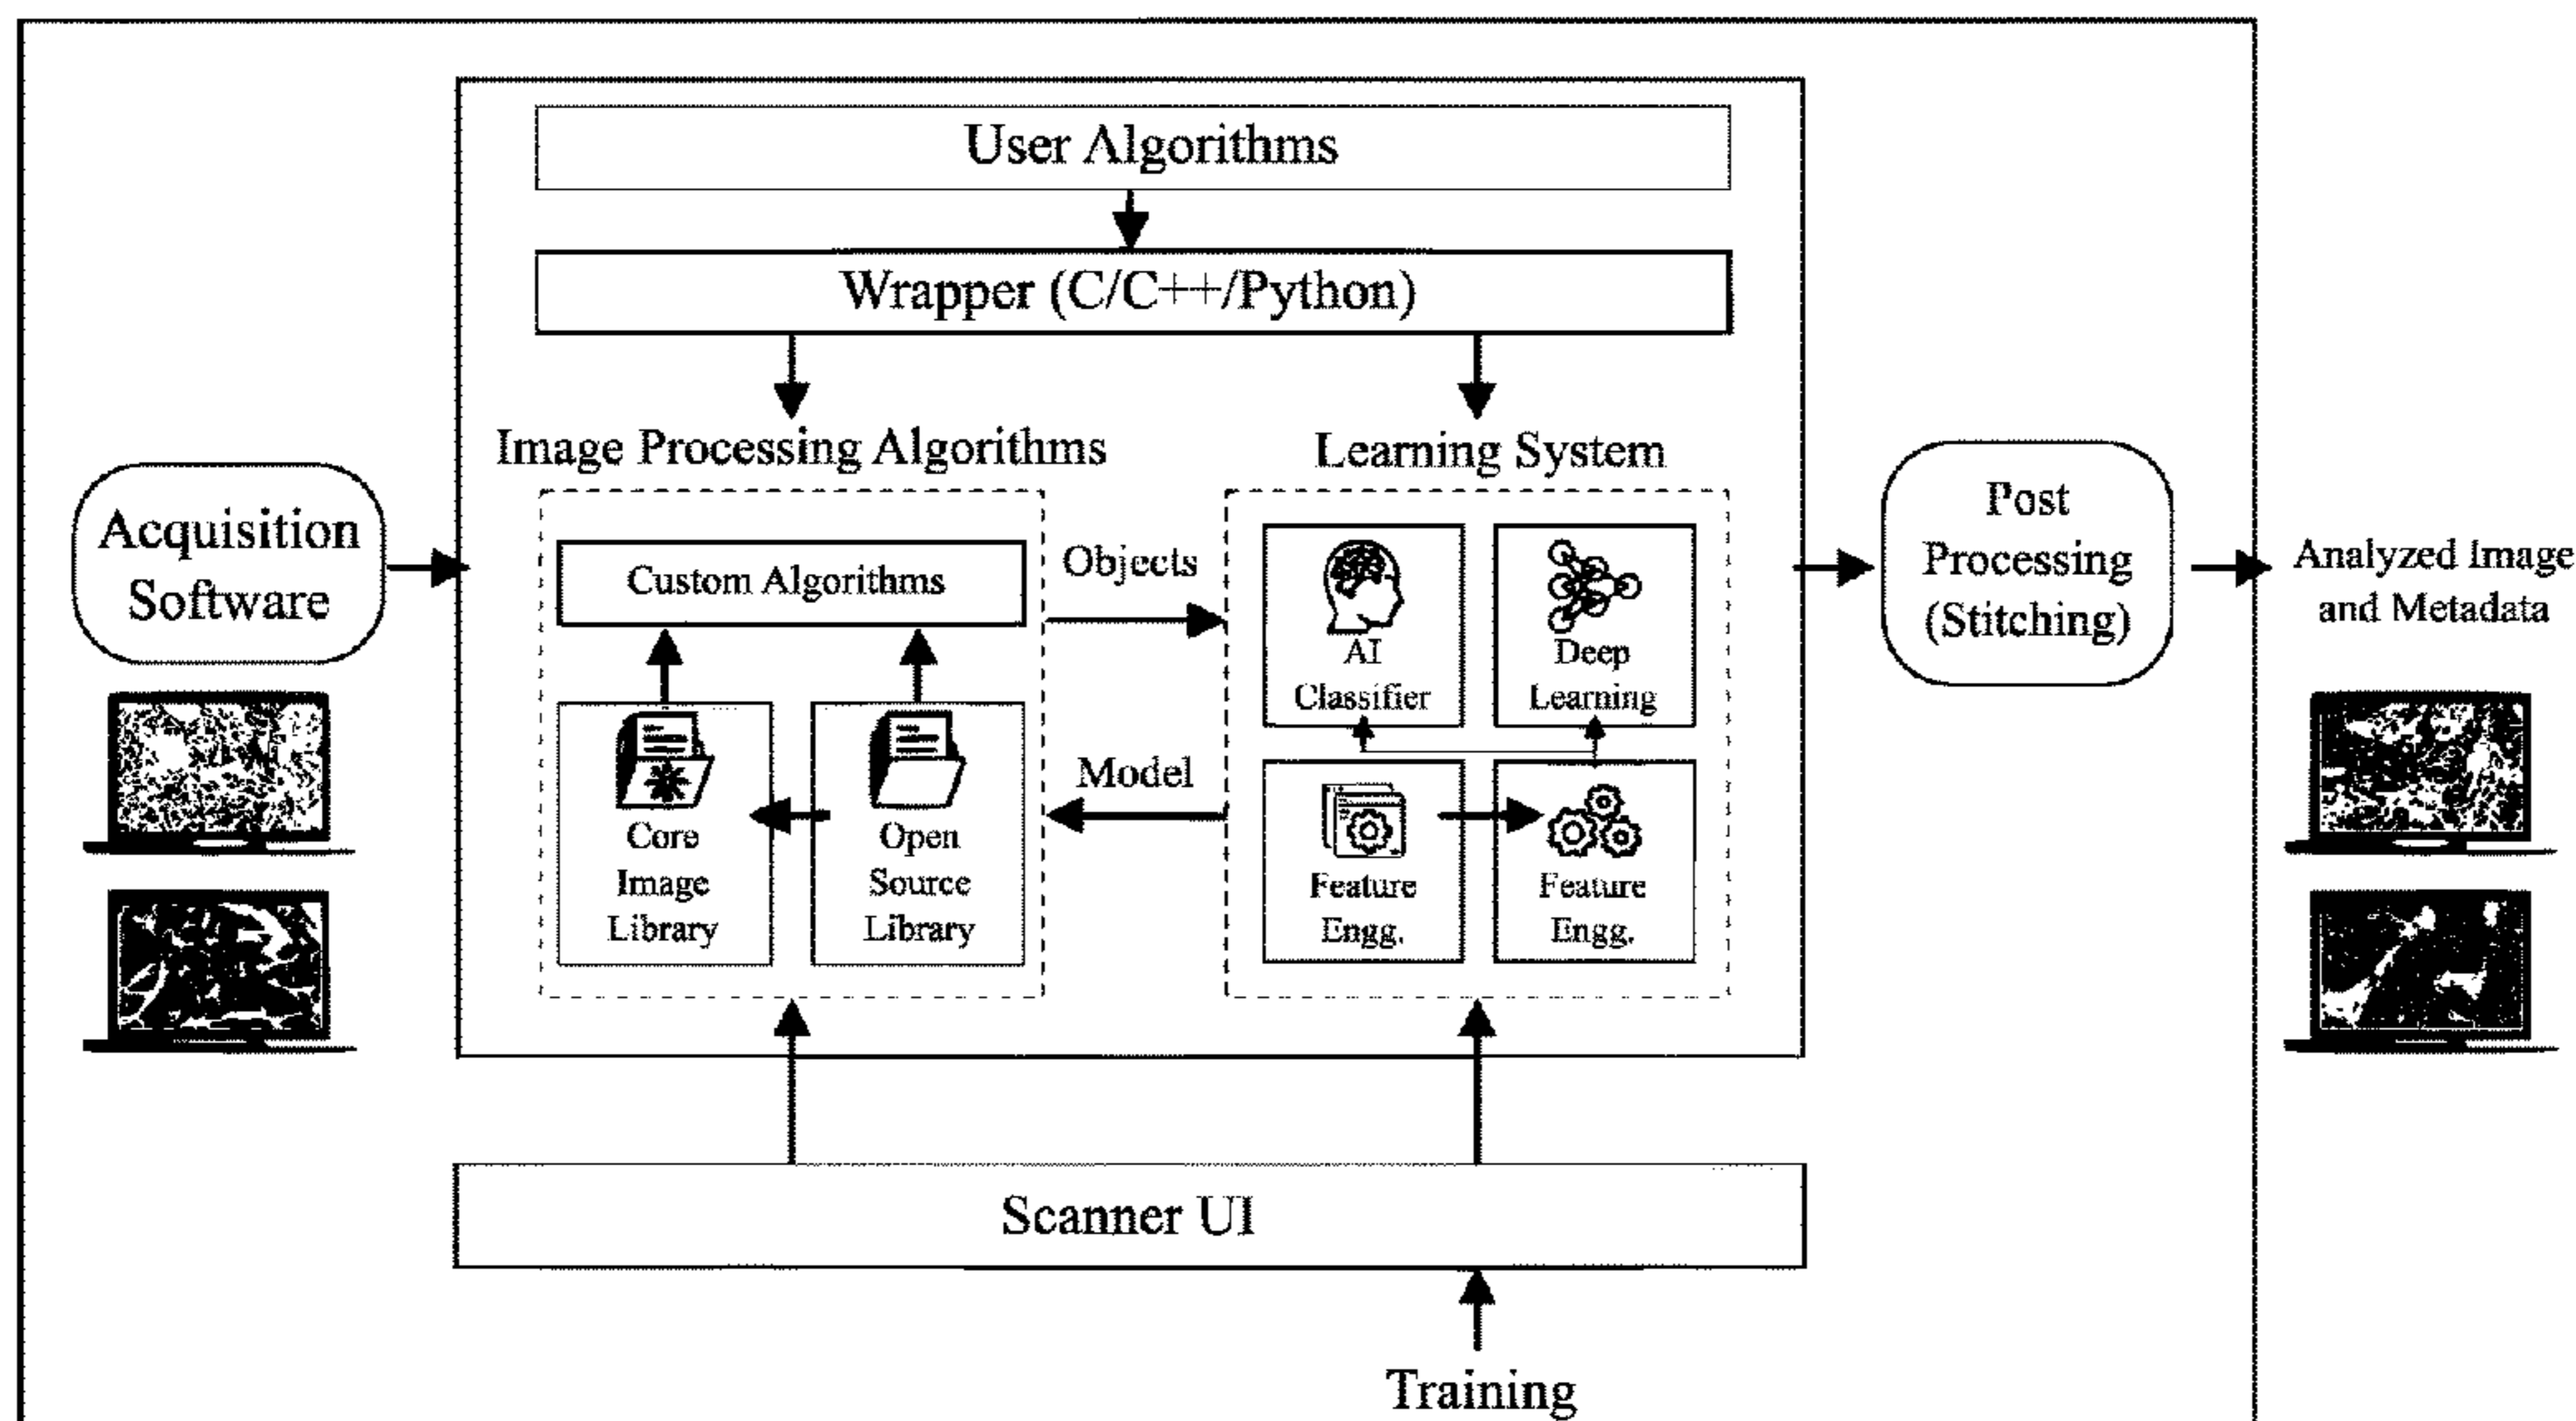 User Algorithms
Wrapper (C/C++/Python)
Image Processing Algorithms
Learning System
Acquisition
Software
Custom Algorithms
Objects
AI
Classifier
Deep
Learning
Post
Processing
(Stitching)
Analyzed Image
and Metadata
Model
Core
Image
Library
Open
Source
Library
Feature
Engg.
Feature
Engg.
Scanner UI
Training